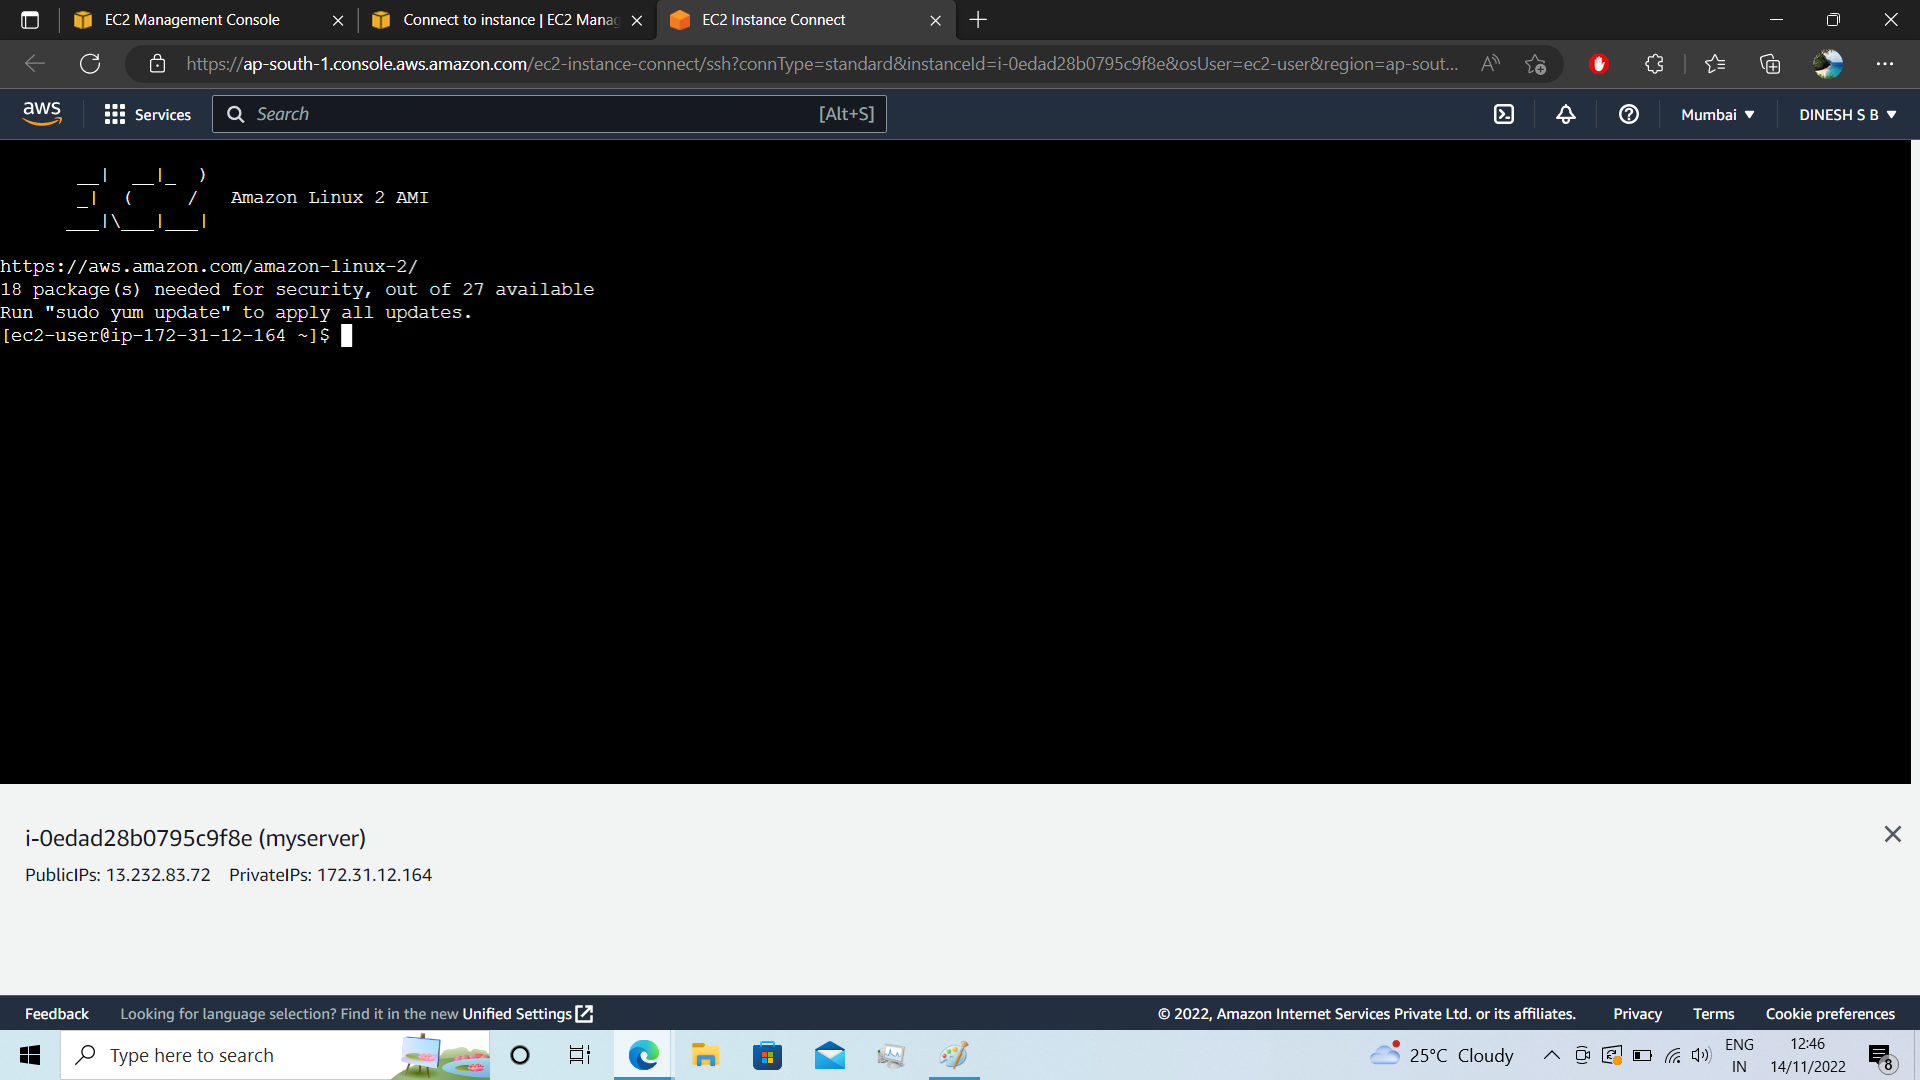 EC2 Management Console
Connect to instance | EC2 Manag
EC2 Instance Connect
https://ap-south-1.console.aws.amazon.com/ec2-instance-connect/ssh?connType=standard&instanceId=i-0edad28b0795c9f8e&osUser=ec2-user&region=ap-sout...
aws
Services
Search
[Alt+S]
Mumbai ▼
DINESH S B ▼
       __|  __|_  )
       _|  (     /   Amazon Linux 2 AMI
      ___|\___|___|
https://aws.amazon.com/amazon-linux-2/
18 package(s) needed for security, out of 27 available
Run "sudo yum update" to apply all updates.
[ec2-user@ip-172-31-12-164 ~]$
i-0edad28b0795c9f8e (myserver)
PublicIPs: 13.232.83.72    PrivateIPs: 172.31.12.164
Feedback
Looking for language selection? Find it in the new Unified Settings
© 2022, Amazon Internet Services Private Ltd. or its affiliates.
Privacy
Terms
Cookie preferences
Type here to search
25°C Cloudy
ENG
IN
12:46
14/11/2022
8